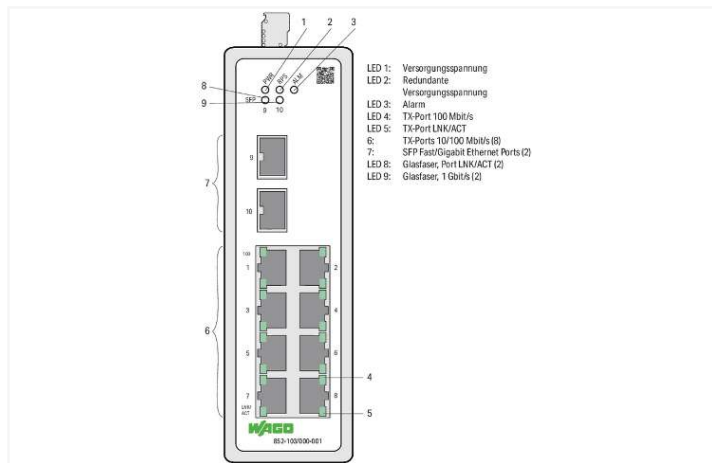 1 2 3
PWR RPS ALM
8
SFP
9
9 10
9
7
10
100
1 2
3 4
6
5 6
4
7 8
LNK/
ACT
5
WAGO
852-103/000-001
LED 1: Versorgungsspannung
LED 2: Redundante
Versorgungsspannung
LED 3: Alarm
LED 4: TX-Port 100 Mbit/s
LED 5: TX-Port LNK/ACT
6: TX-Ports 10/100 Mbit/s (8)
7: SFP Fast/Gigabit Ethernet Ports (2)
LED 8: Glasfaser, Port LNK/ACT (2)
LED 9: Glasfaser, 1 Gbit/s (2)